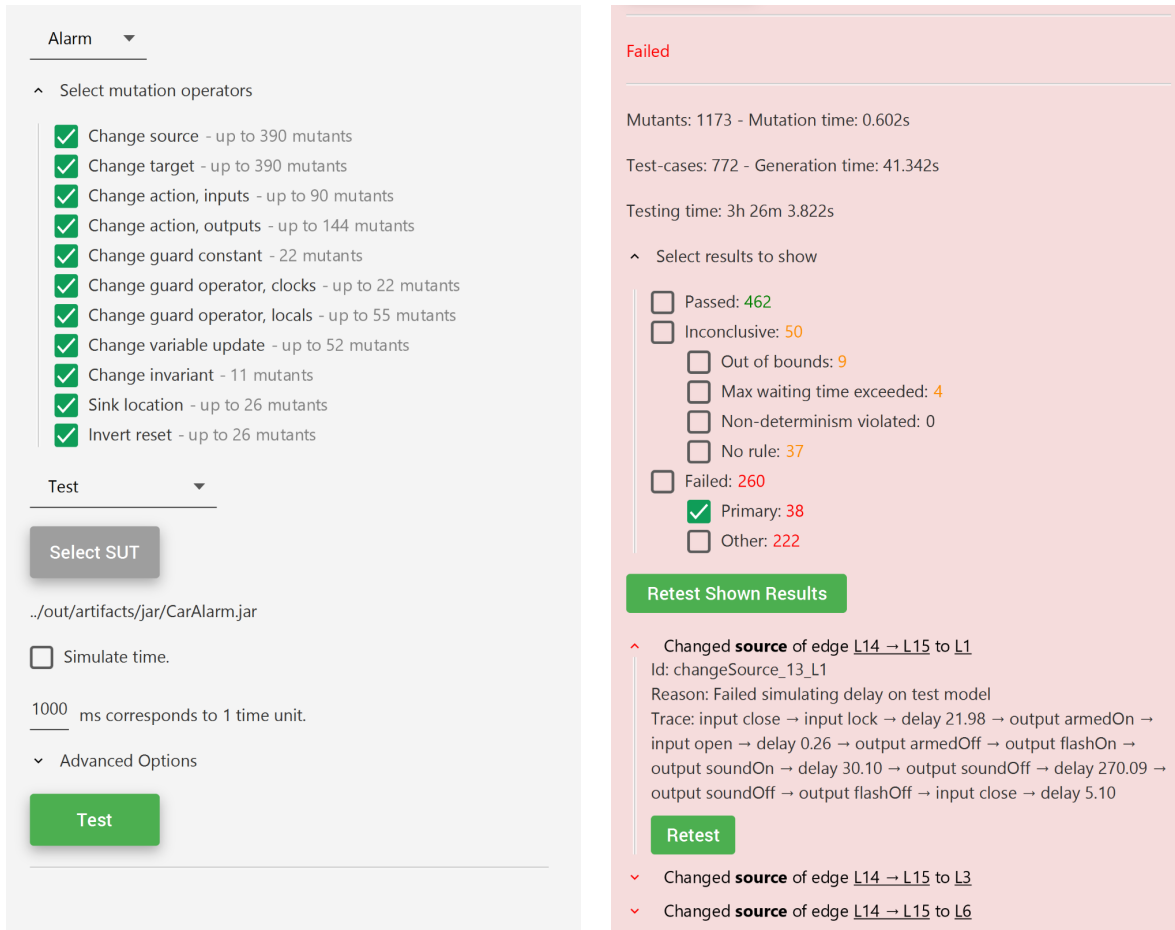 Alarm
Select mutation operators
Change source - up to 390 mutants
Change target - up to 390 mutants
Change action, inputs - up to 90 mutants
Change action, outputs - up to 144 mutants
Change guard constant - 22 mutants
Change guard operator, clocks - up to 22 mutants
Change guard operator, locals - up to 55 mutants
Change variable update - up to 52 mutants
Change invariant - 11 mutants
Sink location - up to 26 mutants
Invert reset - up to 26 mutants
Test
Select SUT
../out/artifacts/jar/CarAlarm.jar
Simulate time.
1000 ms corresponds to 1 time unit.
Advanced Options
Test
Failed
Mutants: 1173 - Mutation time: 0.602s
Test-cases: 772 - Generation time: 41.342s
Testing time: 3h 26m 3.822s
Select results to show
Passed: 462
Inconclusive: 50
Out of bounds: 9
Max waiting time exceeded: 4
Non-determinism violated: 0
No rule: 37
Failed: 260
Primary: 38
Other: 222
Retest Shown Results
Changed source of edge L14 → L15 to L1
Id: changeSource_13_L1
Reason: Failed simulating delay on test model
Trace: input close → input lock → delay 21.98 → output armedOn →
input open → delay 0.26 → output armedOff → output flashOn →
output soundOn → delay 30.10 → output soundOff → delay 270.09 →
output soundOff → output flashOff → input close → delay 5.10
Retest
Changed source of edge L14 → L15 to L3
Changed source of edge L14 → L15 to L6